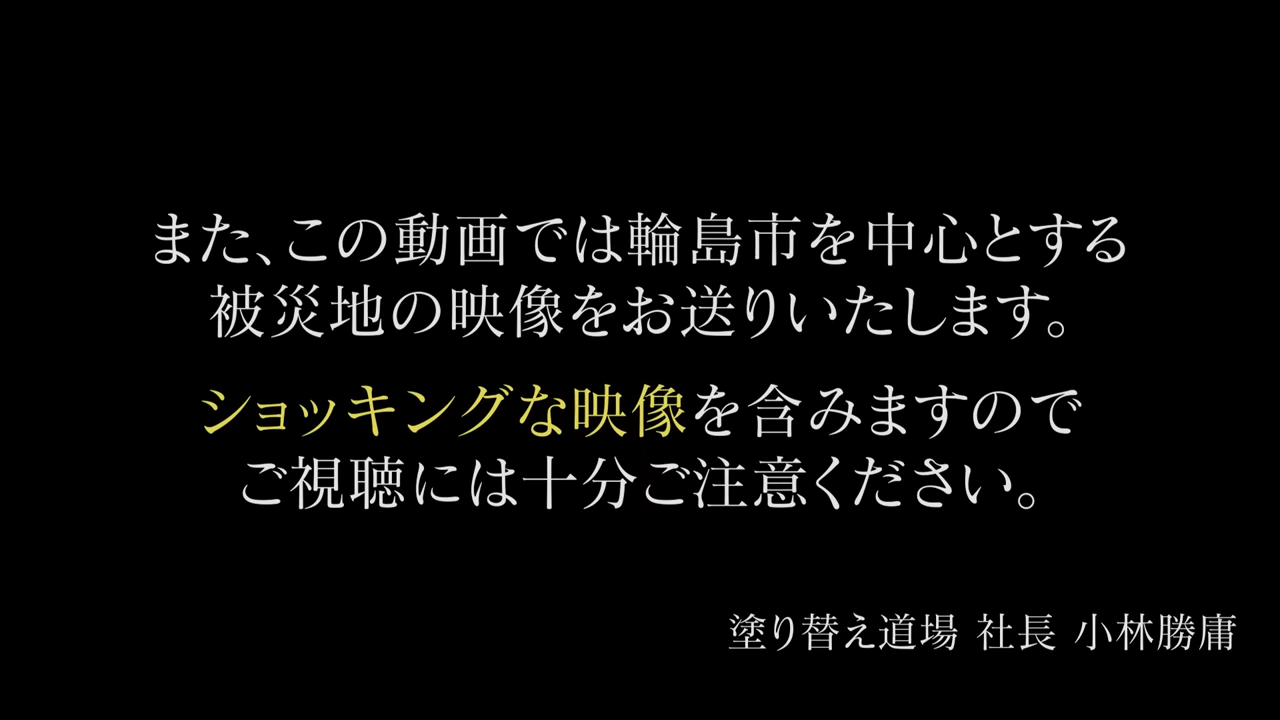 また、この動画では輪島市を中心とする
被災地の映像をお送りいたします。
ショッキングな映像を含みますので
ご視聴には十分ご注意ください。
塗り替え道場 社長 小林勝庸